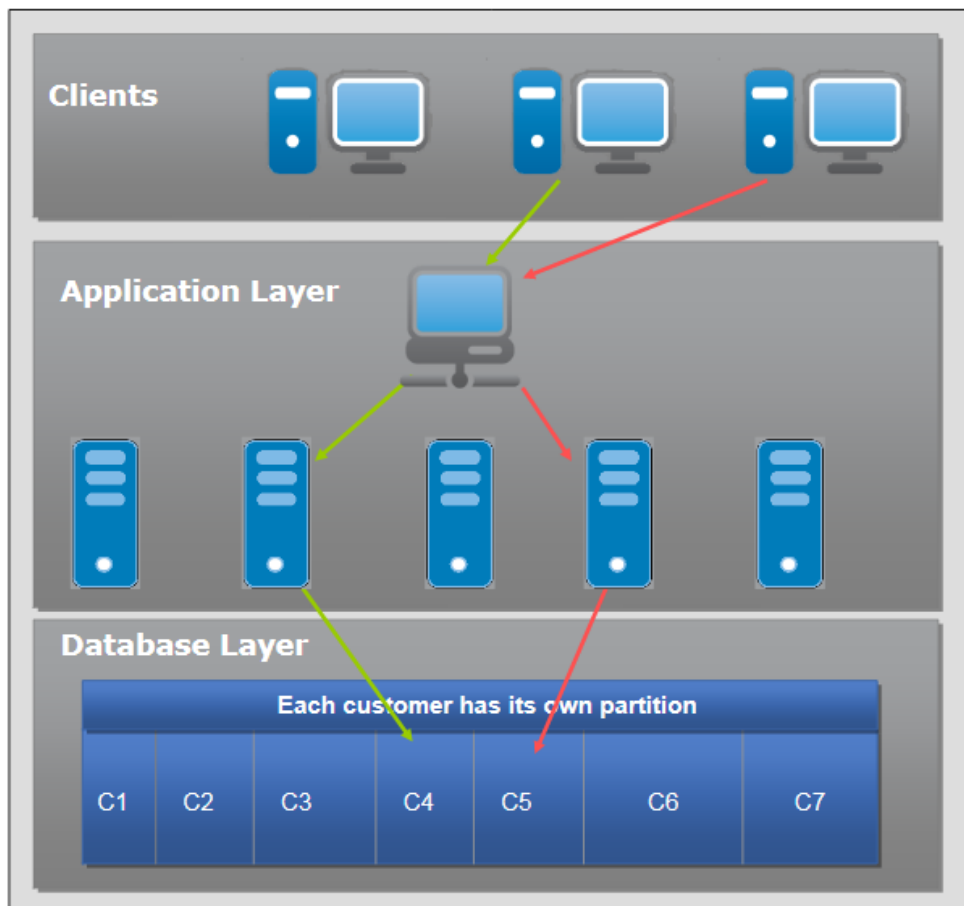 Clients
Application Layer
Database Layer
Each customer has its own partition
C1 C2 C3 C4 C5 C6 C7